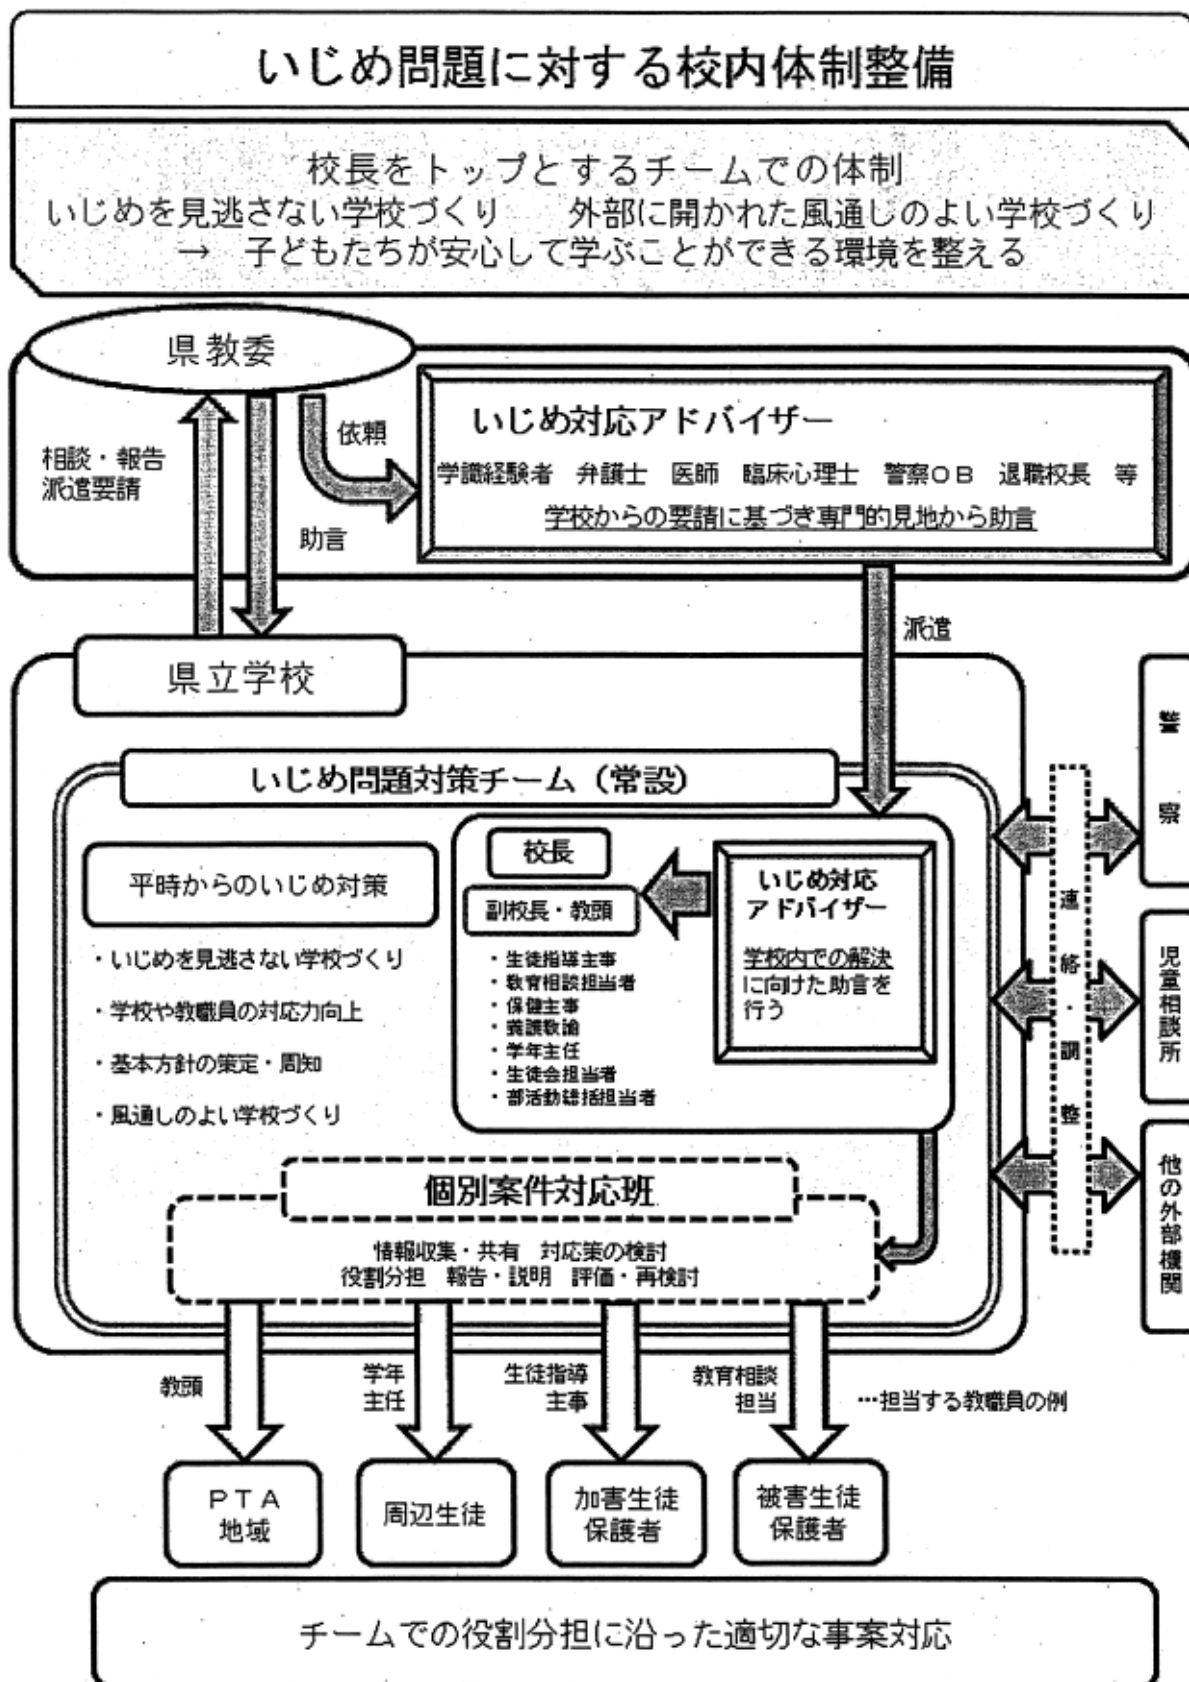 いじめ問題に対する校内体制整備
校長をトップとするチームでの体制
いじめを見逃さない学校づくり　外部に開かれた風通しのよい学校づくり
→　子どもたちが安心して学ぶことができる環境を整える
県教委
相談・報告
派遣要請
助言
依頼
いじめ対応アドバイザー
学識経験者　弁護士　医師　臨床心理士　警察ＯＢ　退職校長　等
学校からの要請に基づき専門的見地から助言
派遣
県立学校
いじめ問題対策チーム（常設）
平時からのいじめ対策
・いじめを見逃さない学校づくり
・学校や教職員の対応力向上
・基本方針の策定・周知
・風通しのよい学校づくり
校長
副校長・教頭
・生徒指導主事
・教育相談担当者
・保健主事
・養護教諭
・学年主任
・生徒会担当者
・部活動総括担当者
いじめ対応
アドバイザー
学校内での解決
に向けた助言を
行う
個別案件対応班
情報収集・共有　対応策の検討
役割分担　報告・説明　評価・再検討
連絡・調整
警察
児童相談所
他の外部機関
教頭
学年
主任
生徒指導
主事
教育相談
担当
…担当する教職員の例
ＰＴＡ
地域
周辺生徒
加害生徒
保護者
被害生徒
保護者
チームでの役割分担に沿った適切な事案対応